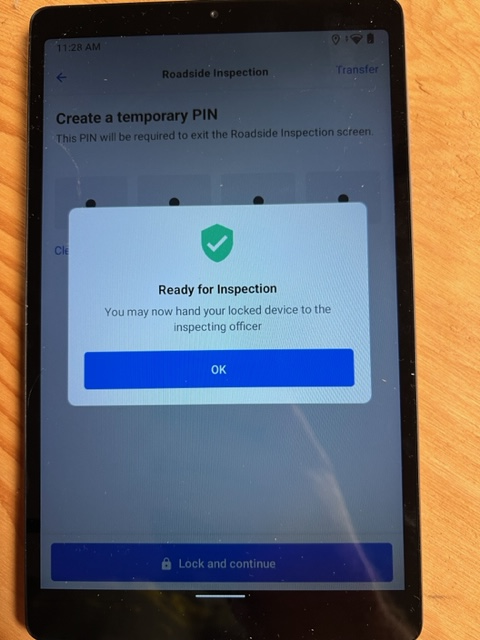 11:28 AM
Roadside Inspection
Transfer
Create a temporary PIN
This PIN will be required to exit the Roadside Inspection screen.
Cle
Ready for Inspection
You may now hand your locked device to the
inspecting officer
OK
Lock and continue